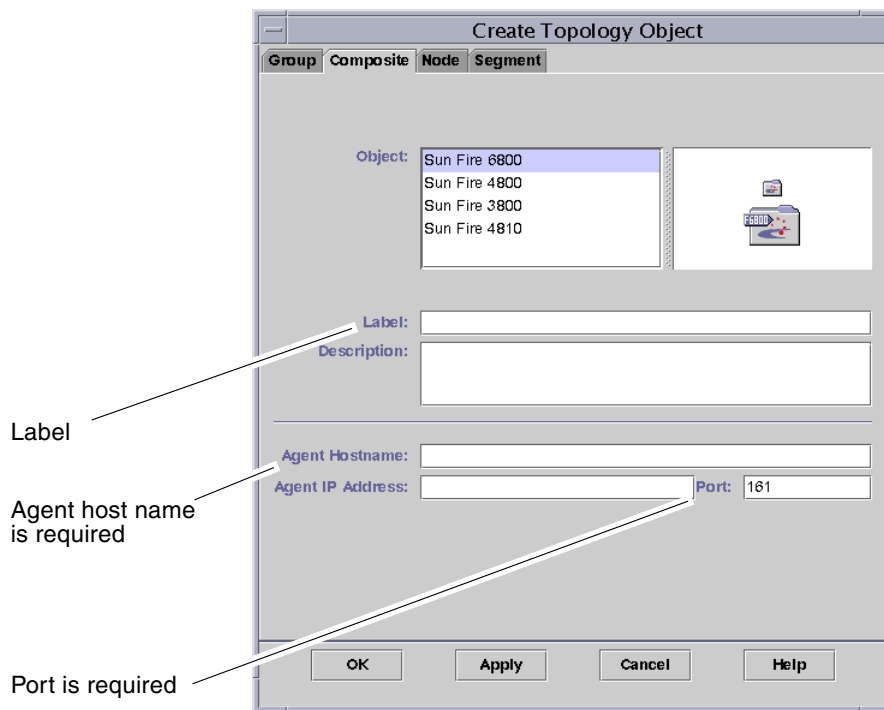 Create Topology Object
Group Composite Node Segment
Object:
Sun Fire 6800
Sun Fire 4800
Sun Fire 3800
Sun Fire 4810
F6800
Label:
Description:
Label
Agent Hostname:
Agent IP Address:
Port: 161
Agent host name
is required
OK Apply Cancel Help
Port is required